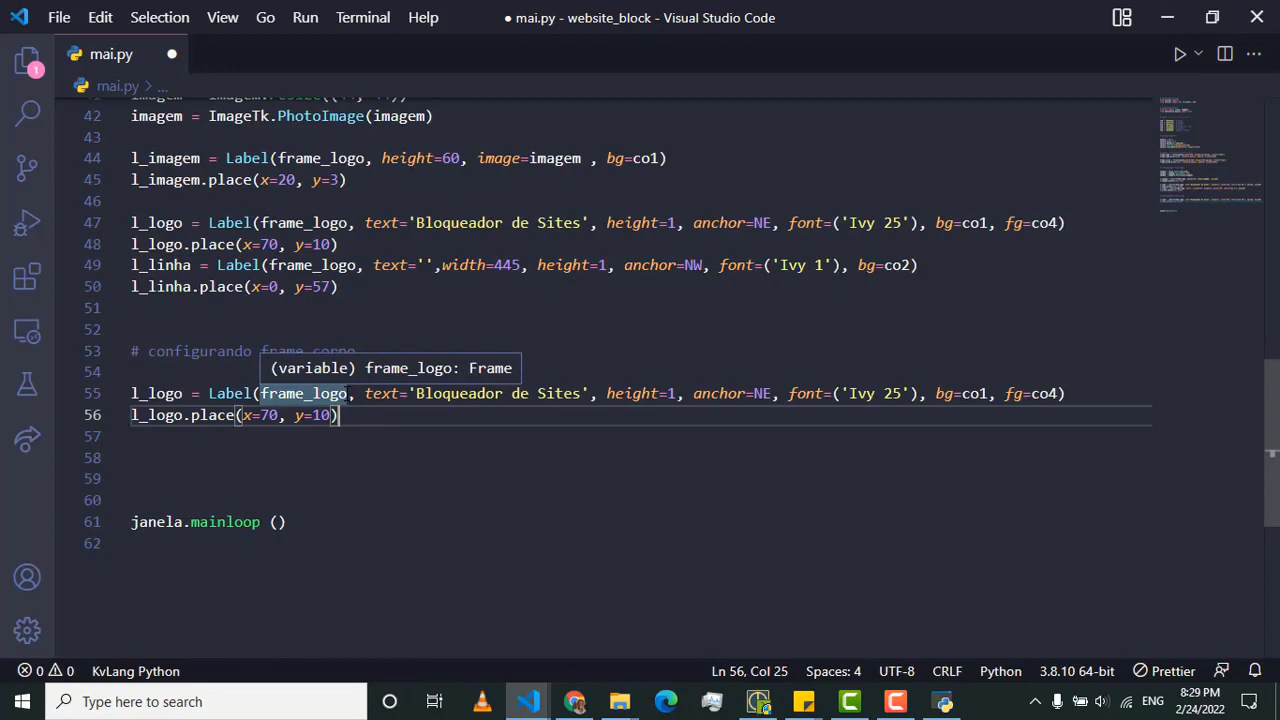 File Edit Selection View Go Run Terminal Help ● mai.py - website_block - Visual Studio Code
mai.py
mai.py > ...
1
42 imagem = ImageTk.PhotoImage(imagem)
43
44 l_imagem = Label(frame_logo, height=60, image=imagem , bg=co1)
45 l_imagem.place(x=20, y=3)
46
47 l_logo = Label(frame_logo, text='Bloqueador de Sites', height=1, anchor=NE, font=('Ivy 25'), bg=co1, fg=co4)
48 l_logo.place(x=70, y=10)
49 l_linha = Label(frame_logo, text='',width=445, height=1, anchor=NW, font=('Ivy 1'), bg=co2)
50 l_linha.place(x=0, y=57)
51
52
53 # configurando frame corpo
(variable) frame_logo: Frame
54
55 l_logo = Label(frame_logo, text='Bloqueador de Sites', height=1, anchor=NE, font=('Ivy 25'), bg=co1, fg=co4)
56 l_logo.place(x=70, y=10)
57
58
59
60
61 janela.mainloop ()
62
0 0 KvLang Python Ln 56, Col 25 Spaces: 4 UTF-8 CRLF Python 3.8.10 64-bit Prettier
Type here to search ENG 8:29 PM
2/24/2022